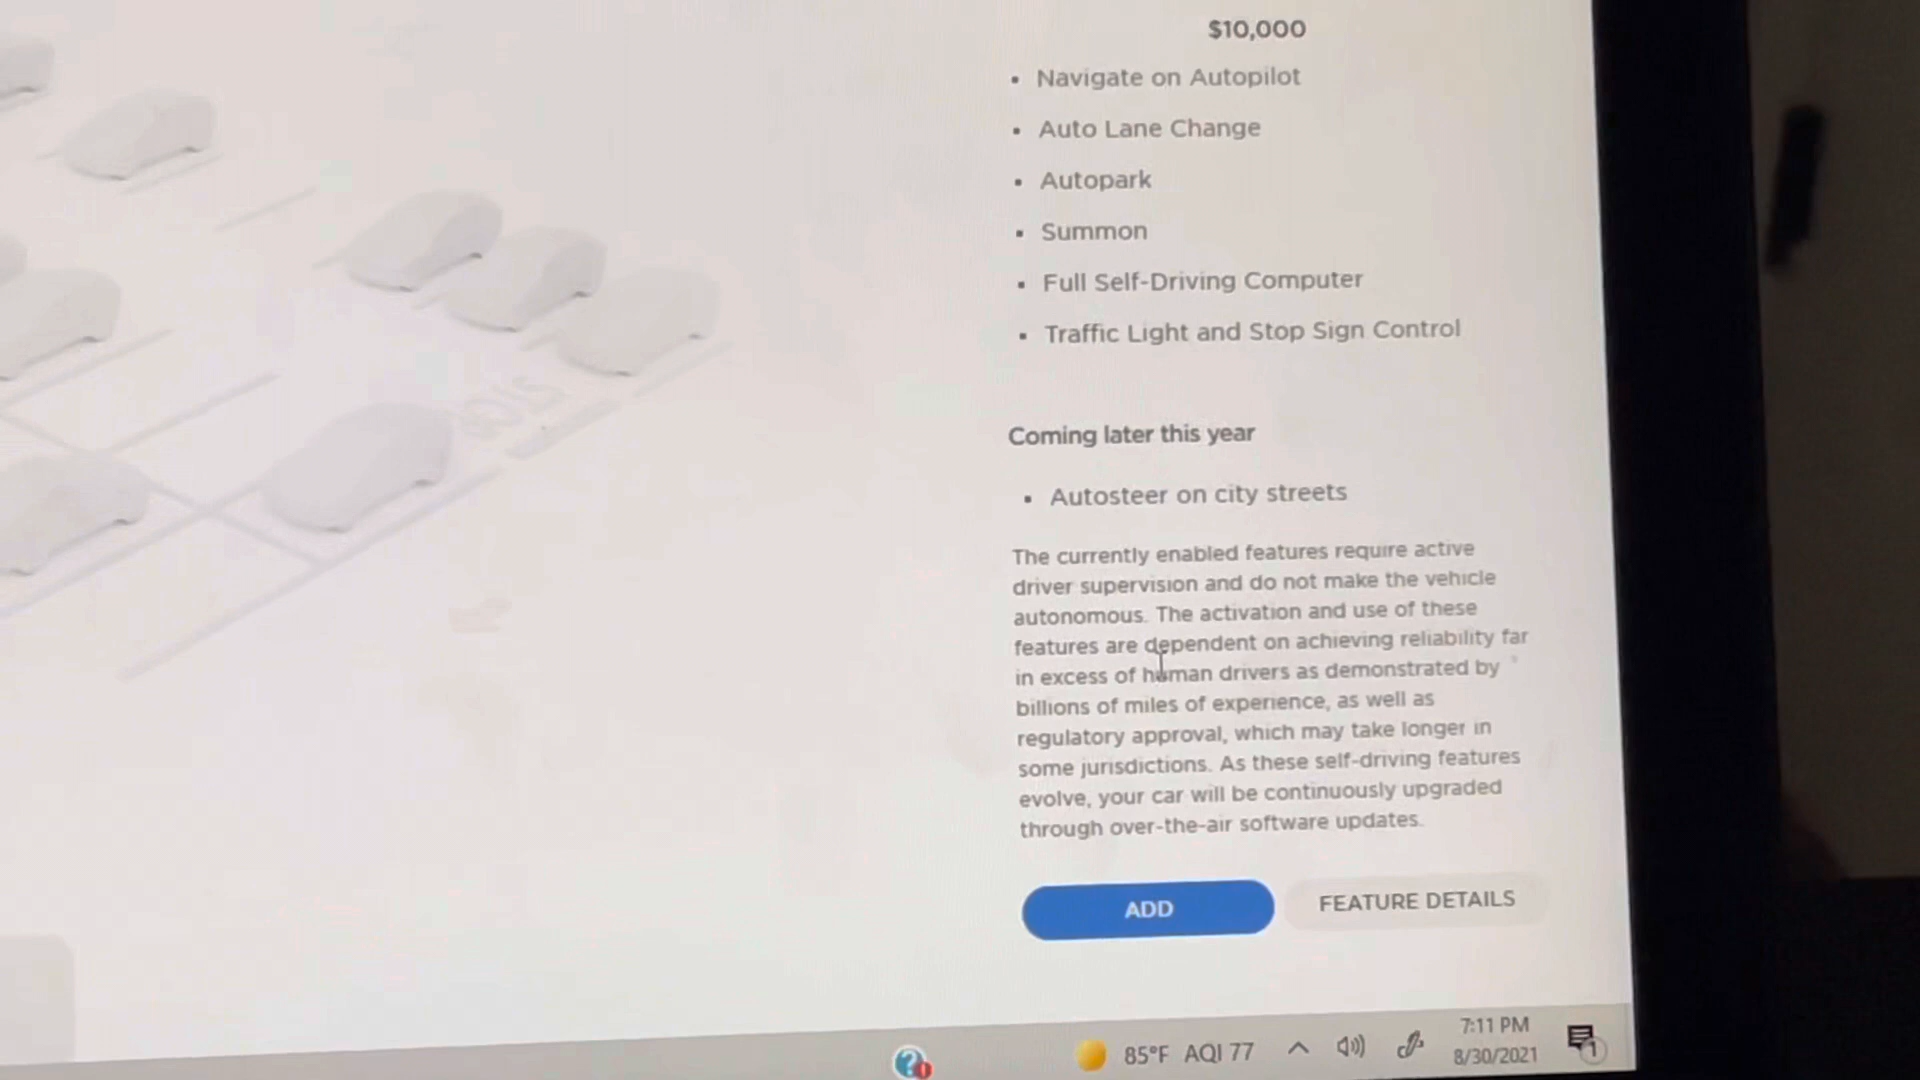 $10,000
Navigate on Autopilot
Auto Lane Change
Autopark
Summon
Full Self-Driving Computer
Traffic Light and Stop Sign Control
Coming later this year
Autosteer on city streets
The currently enabled features require active
driver supervision and do not make the vehicle
autonomous. The activation and use of these
features are dependent on achieving reliability far
in excess of human drivers as demonstrated by
billions of miles of experience, as well as
regulatory approval, which may take longer in
some jurisdictions. As these self-driving features
evolve, your car will be continuously upgraded
through over-the-air software updates.
ADD
FEATURE DETAILS
85°F AQI 77
7:11 PM
8/30/2021
1